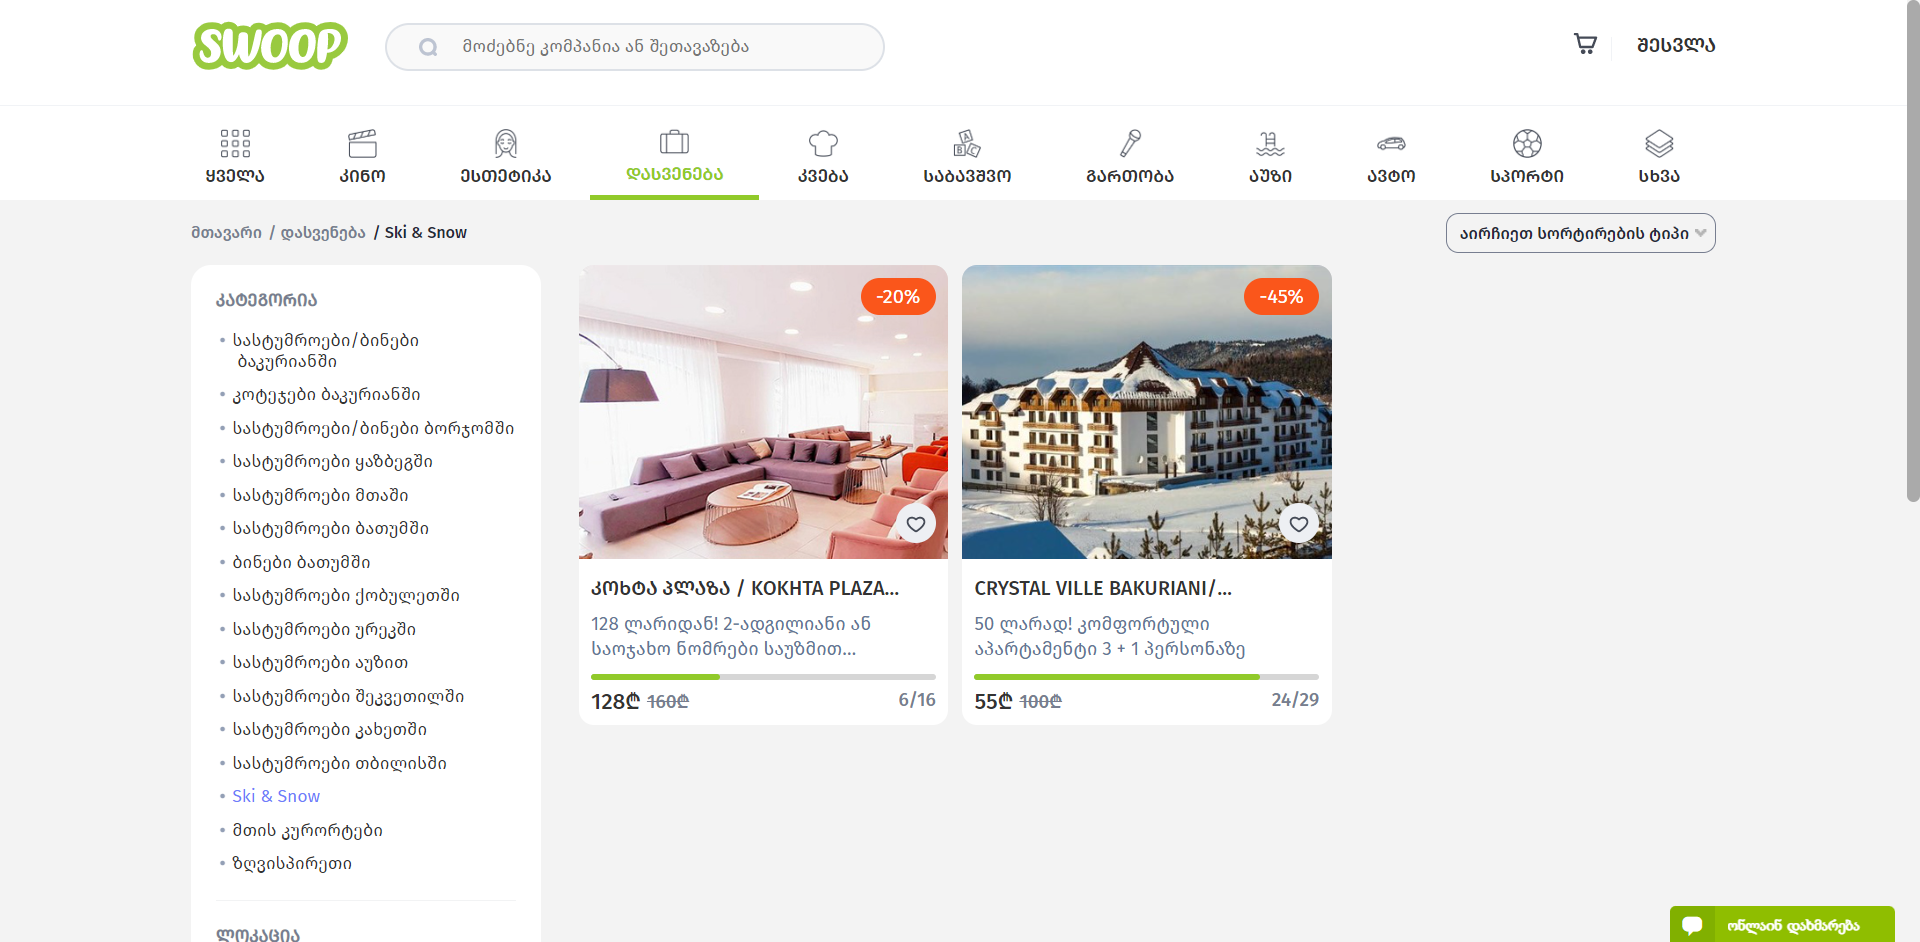 SWOOP
მოძებნე კომპანია ან შეთავაზება
შესვლა
ყველა
კინო
ესთეტიკა
დასვენება
კვება
საბავშვო
გართობა
აუზი
ავტო
სპორტი
სხვა
მთავარი / დასვენება / Ski & Snow
აირჩიეთ სორტირების ტიპი
კატეგორია
• სასტუმროები/ბინები
ბაკურიანში
• კოტეჯები ბაკურიანში
• სასტუმროები/ბინები ბორჯომში
• სასტუმროები ყაზბეგში
• სასტუმროები მთაში
• სასტუმროები ბათუმში
• ბინები ბათუმში
• სასტუმროები ქობულეთში
• სასტუმროები ურეკში
• სასტუმროები აუზით
• სასტუმროები შეკვეთილში
• სასტუმროები კახეთში
• სასტუმროები თბილისში
• Ski & Snow
• მთის კურორტები
• ზღვისპირეთი
ლოკაცია
-20%
კოხტა პლაზა / KOKHTA PLAZA...
128 ლარიდან! 2-ადგილიანი ან
საოჯახო ნომრები საუზმით...
128₾ 160₾ 6/16
-45%
CRYSTAL VILLE BAKURIANI/...
50 ლარად! კომფორტული
აპარტამენტი 3 + 1 პერსონაზე
55₾ 100₾ 24/29
ონლაინ დახმარება